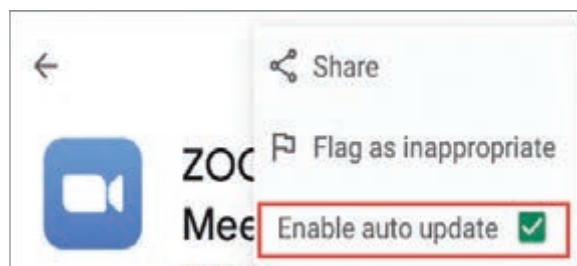 Share
Flag as inappropriate
ZOO
Mee
Enable auto update